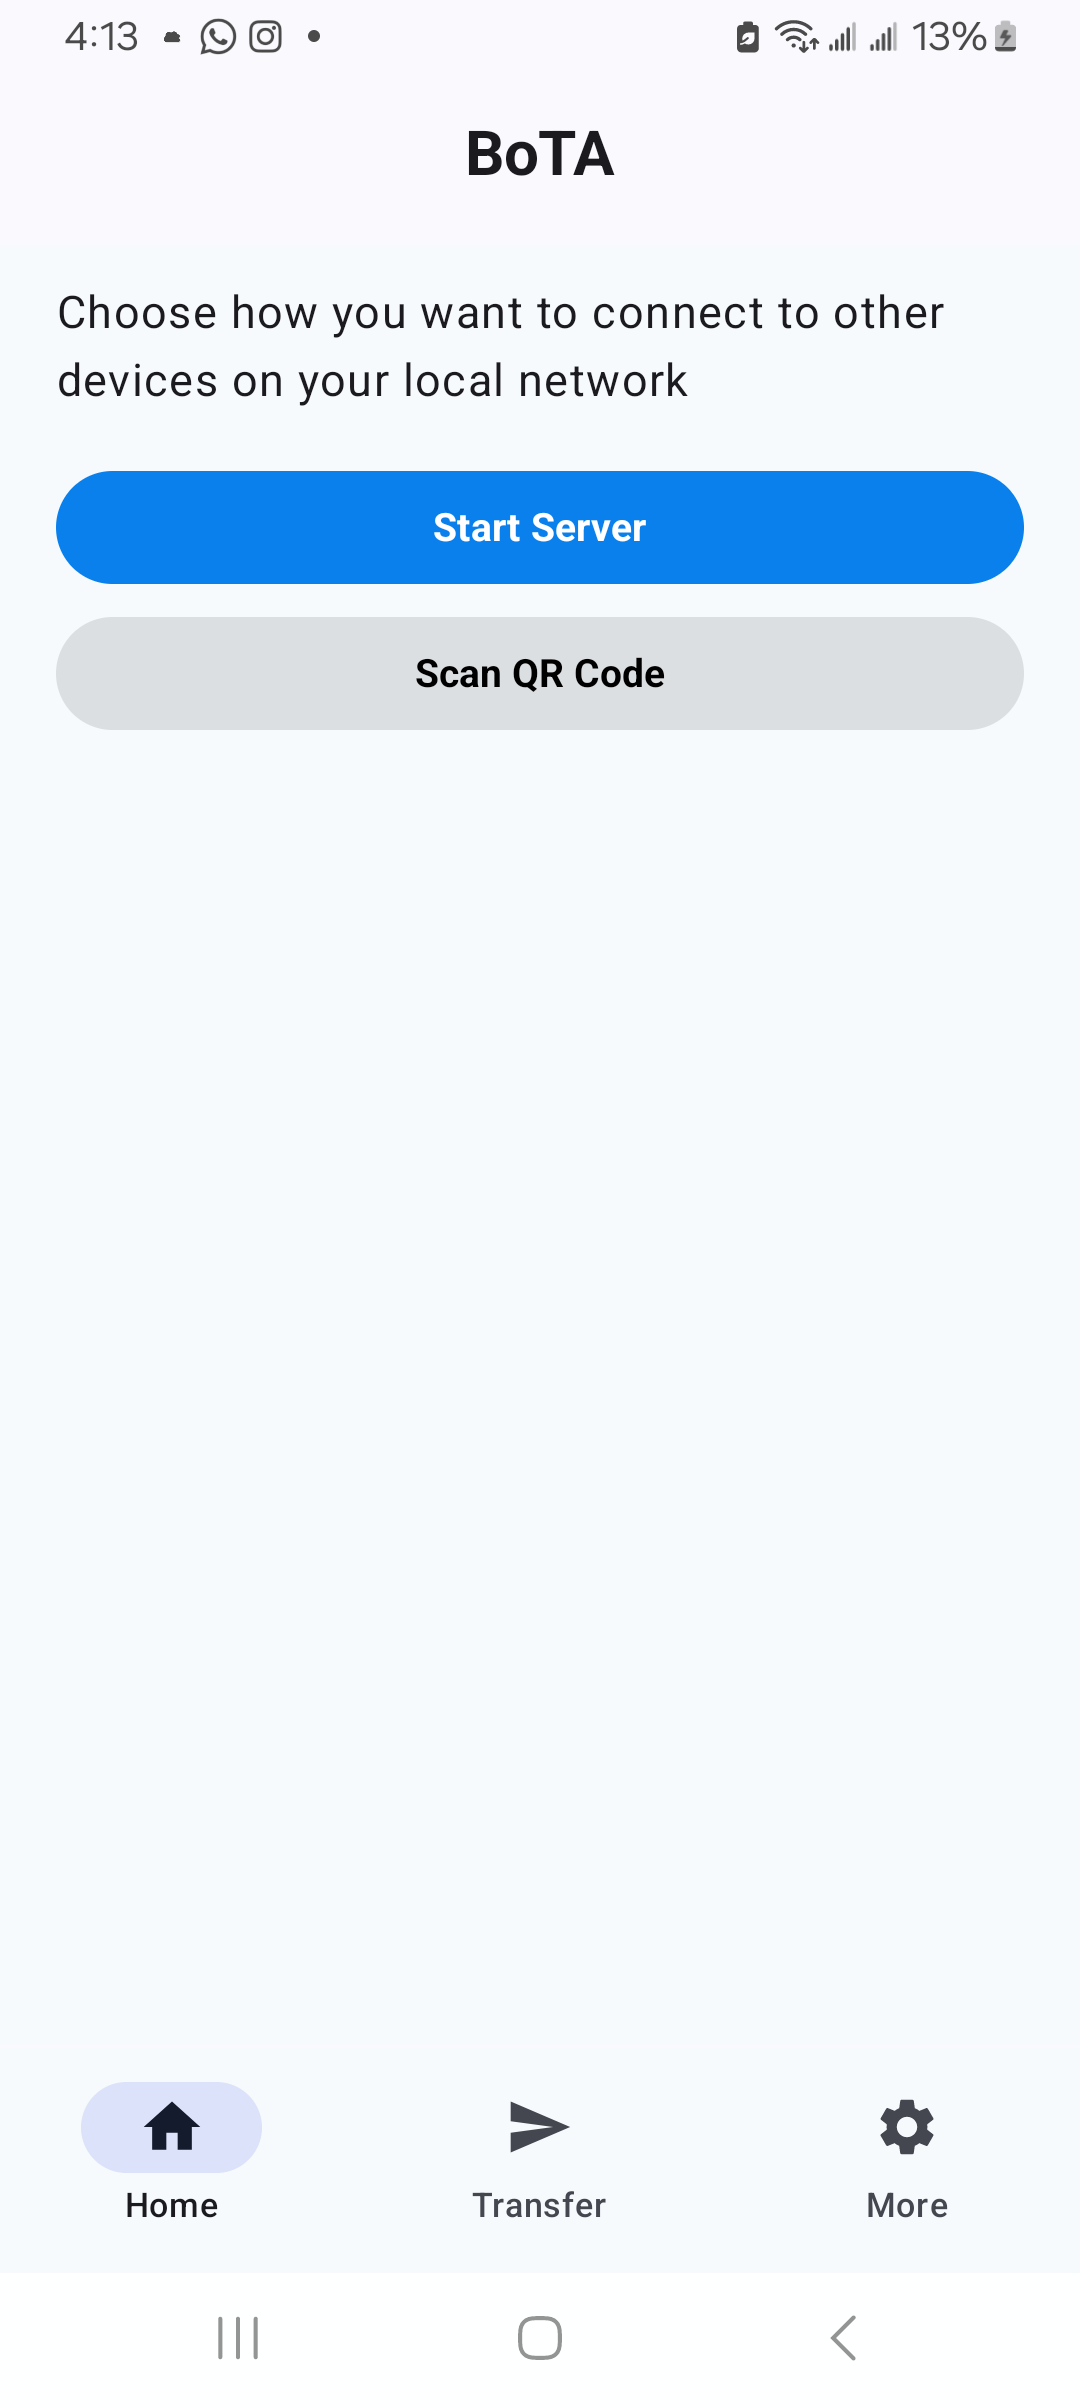 4:13
13%
BoTA
Choose how you want to connect to other
devices on your local network
Start Server
Scan QR Code
Home
Transfer
More